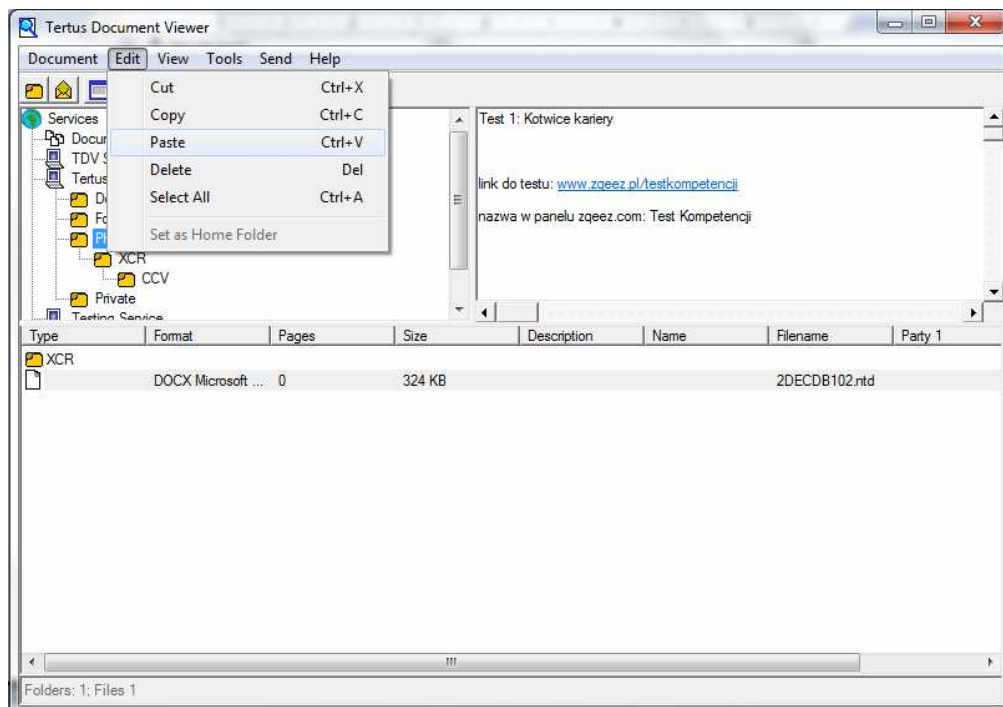 Tertus Document Viewer
Document Edit View Tools Send Help
Cut Ctrl+X
Copy Ctrl+C
Paste Ctrl+V
Delete Del
Select All Ctrl+A
Set as Home Folder
Services
TDV
Tertus
XCR
CCV
Private
Testing Service
Test 1: Kotwice kariery
link do testu: www.zqeez.pl/testkompetencji
nazwa w panelu zqeez.com: Test Kompetencji
Type Format Pages Size Description Name Filename Party 1
XCR
DOCX Microsoft ... 0 324 KB 2DECDB102.ntd
Folders: 1; Files 1